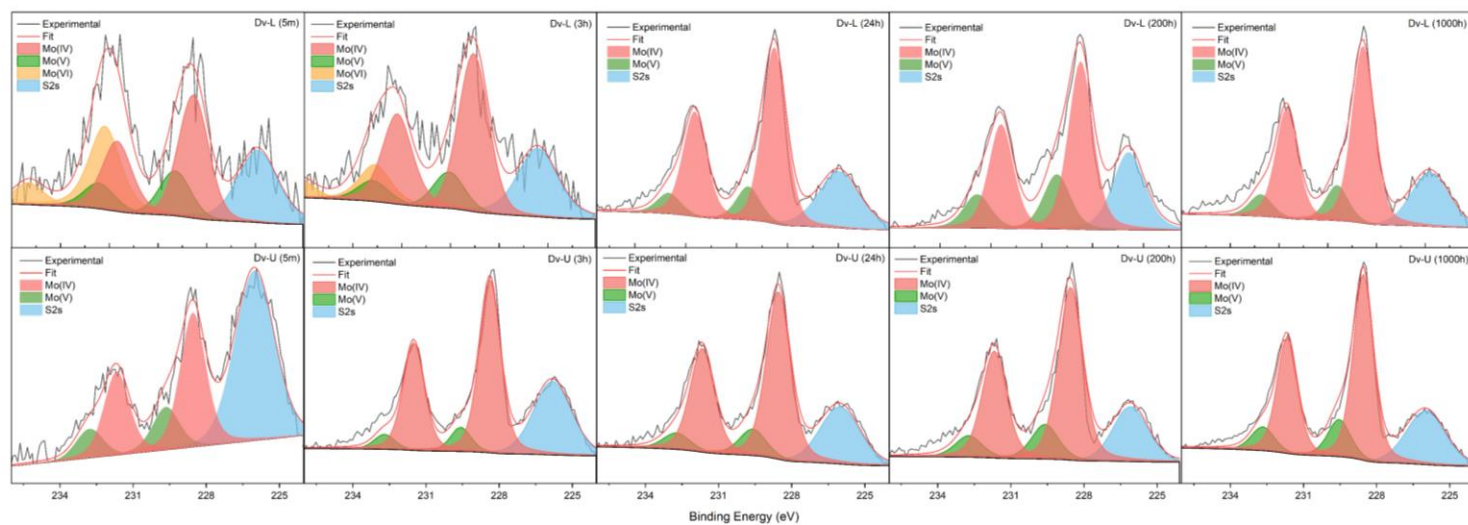 Experimental
Fit
Mo(IV)
Mo(V)
Mo(VI)
S2s
Dv-L (5m)
Experimental
Fit
Mo(IV)
Mo(V)
Mo(VI)
S2s
Dv-L (3h)
Experimental
Fit
Mo(IV)
Mo(V)
S2s
Dv-L (24h)
Experimental
Fit
Mo(IV)
Mo(V)
S2s
Dv-L (200h)
Experimental
Fit
Mo(IV)
Mo(V)
S2s
Dv-L (1000h)
Experimental
Fit
Mo(IV)
Mo(V)
S2s
Dv-U (5m)
Experimental
Fit
Mo(IV)
Mo(V)
S2s
Dv-U (3h)
Experimental
Fit
Mo(IV)
Mo(V)
S2s
Dv-U (24h)
Experimental
Fit
Mo(IV)
Mo(V)
S2s
Dv-U (200h)
Experimental
Fit
Mo(IV)
Mo(V)
S2s
Dv-U (1000h)
234 231 228 225 234 231 228 225 234 231 228 225 234 231 228 225 234 231 228 225
Binding Energy (eV)